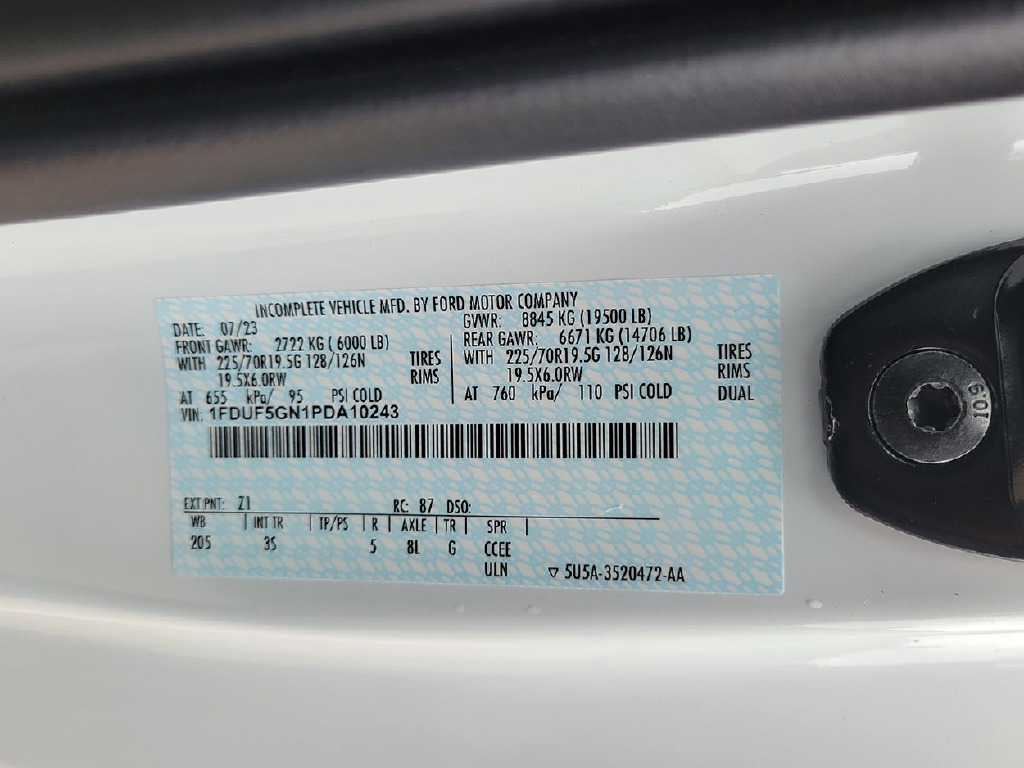 INCOMPLETE VEHICLE MFD. BY FORD MOTOR COMPANY
DATE: 07/23 GVWR: 8845 KG (19500 LB)
FRONT GAWR: 2722 KG (6000 LB) REAR GAWR: 6671 KG (14706 LB)
WITH 225/70R19.5G 128/126N TIRES WITH 225/70R19.5G 128/126N TIRES
19.5X6.0RW RIMS 19.5X6.0RW RIMS
AT 655 kPa/ 95 PSI COLD AT 760 kPa/ 110 PSI COLD DUAL
VIN: 1FDUF5GN1PDA10243
EXT PNT: Z1 RC: 87 DSO:
WB INT TR TP/PS R AXLE TR SPR
205 3S 5 8L G CCEE
ULN ▽ 5U5A-3520472-AA
10.9